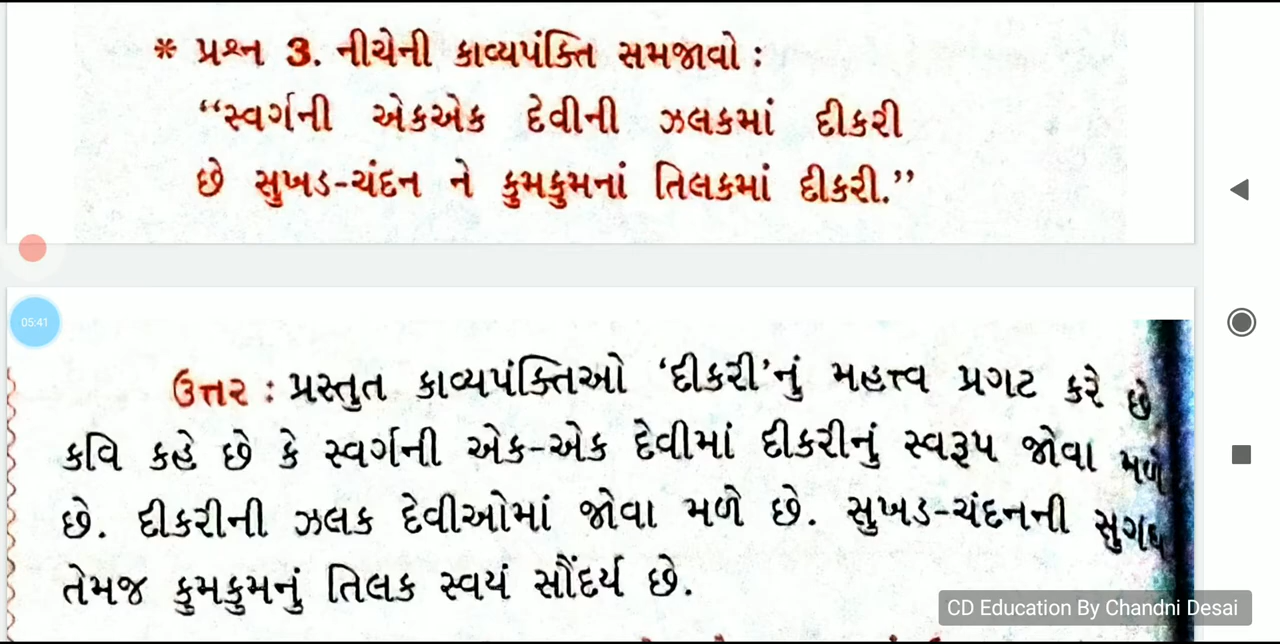 * પ્રશ્ન 3. નીચેની કાવ્યપંક્તિ સમજાવો :
“સ્વર્ગની એકએક દેવીની ઝલકમાં દીકરી
છે સુખડ-ચંદન ને કુમકુમનાં તિલકમાં દીકરી.”
05:41
ઉત્તર : પ્રસ્તુત કાવ્યપંક્તિઓ ‘દીકરી’નું મહત્ત્વ પ્રગટ કરે છે
કવિ કહે છે કે સ્વર્ગની એક-એક દેવીમાં દીકરીનું સ્વરૂપ જોવા મળે
છે. દીકરીની ઝલક દેવીઓમાં જોવા મળે છે. સુખડ-ચંદનની
તેમજ કુમકુમનું તિલક સ્વયં સૌંદર્ય છે.
CD Education By Chandni Desai